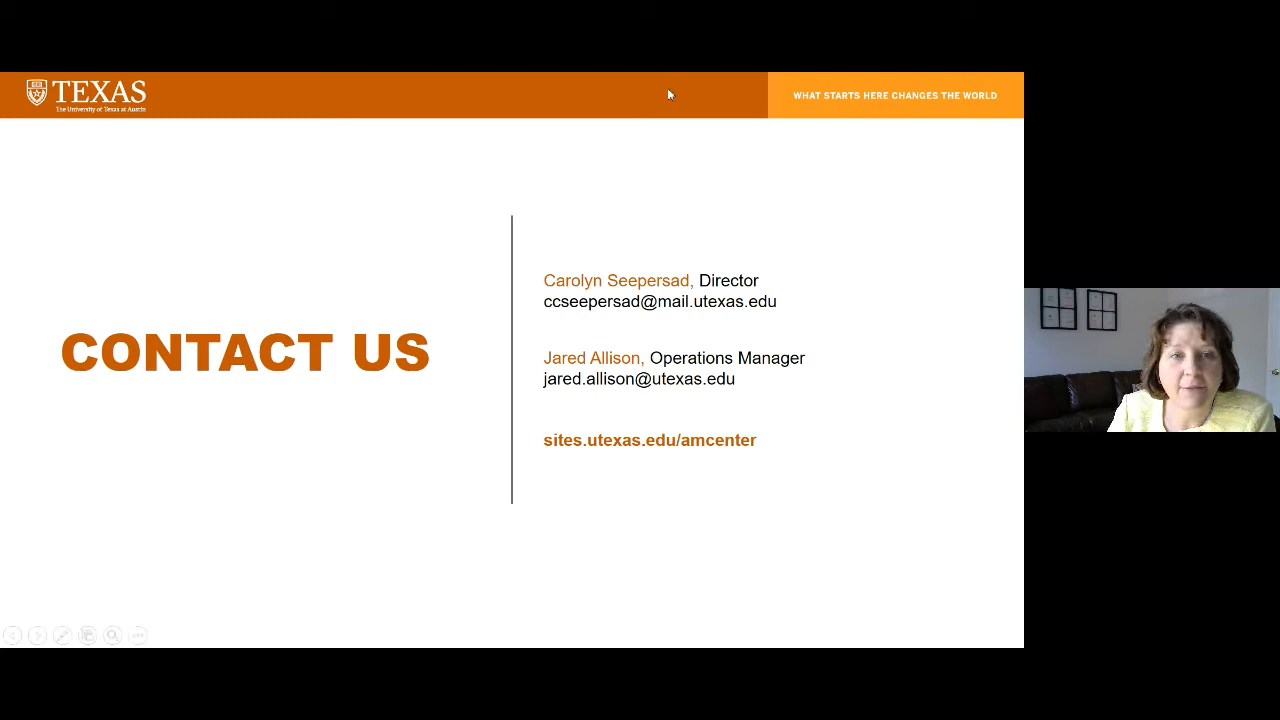 TEXAS
The University of Texas at Austin
WHAT STARTS HERE CHANGES THE WORLD
CONTACT US
Carolyn Seepersad, Director
ccseepersad@mail.utexas.edu
Jared Allison, Operations Manager
jared.allison@utexas.edu
sites.utexas.edu/amcenter